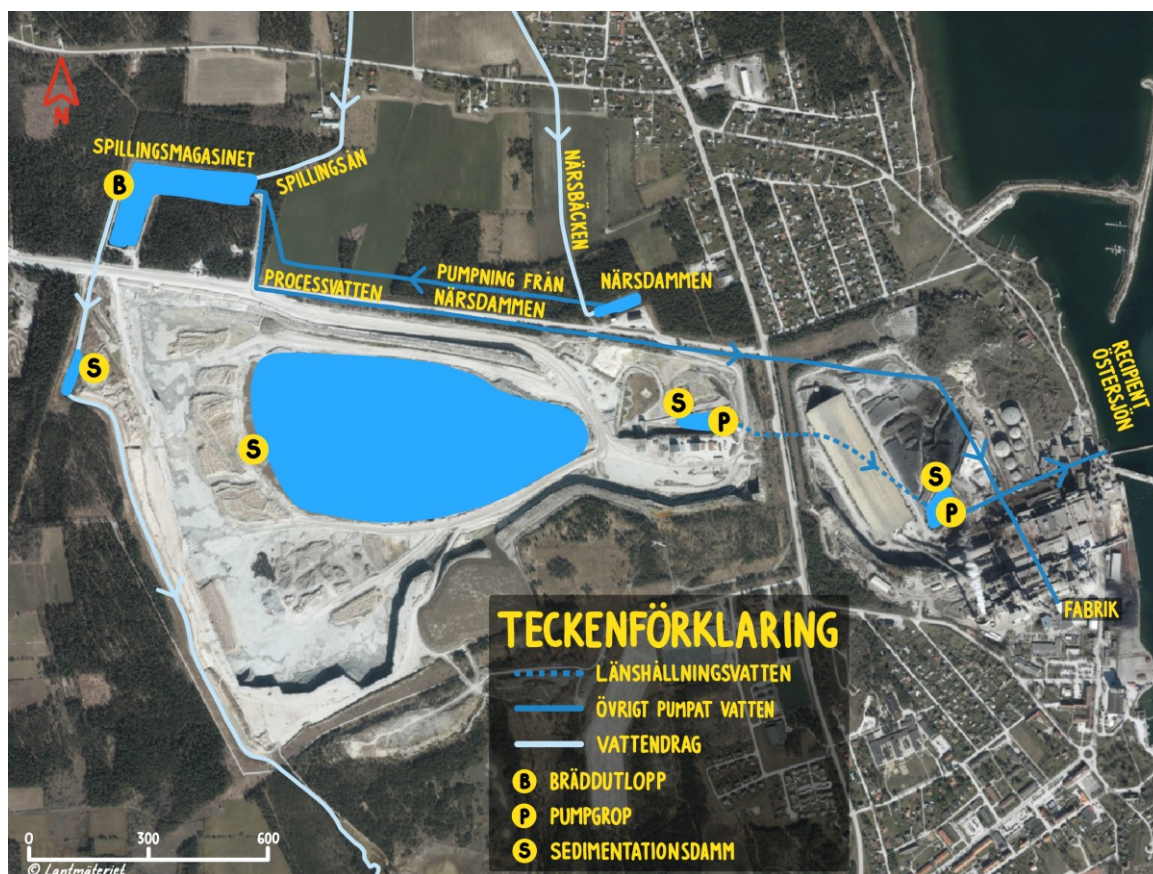 N
SPILLINGSMAGASINET
B
SPILLINGSÅN
NÄRSBÄCKEN
PROCESSVATTEN
PUMPNING FRÅN
NÄRSDAMMEN
NÄRSDAMMEN
S
S
S
P
S
P
RECIPIENT
ÖSTERSJÖN
FABRIK
TECKENFÖRKLARING
LÄNSHÅLLNINGSVATTEN
ÖVRIGT PUMPAT VATTEN
VATTENDRAG
B BRÄDDUTLOPP
P PUMPGROP
S SEDIMENTATIONSDAMM
0 300 600
© Lantmäteriet